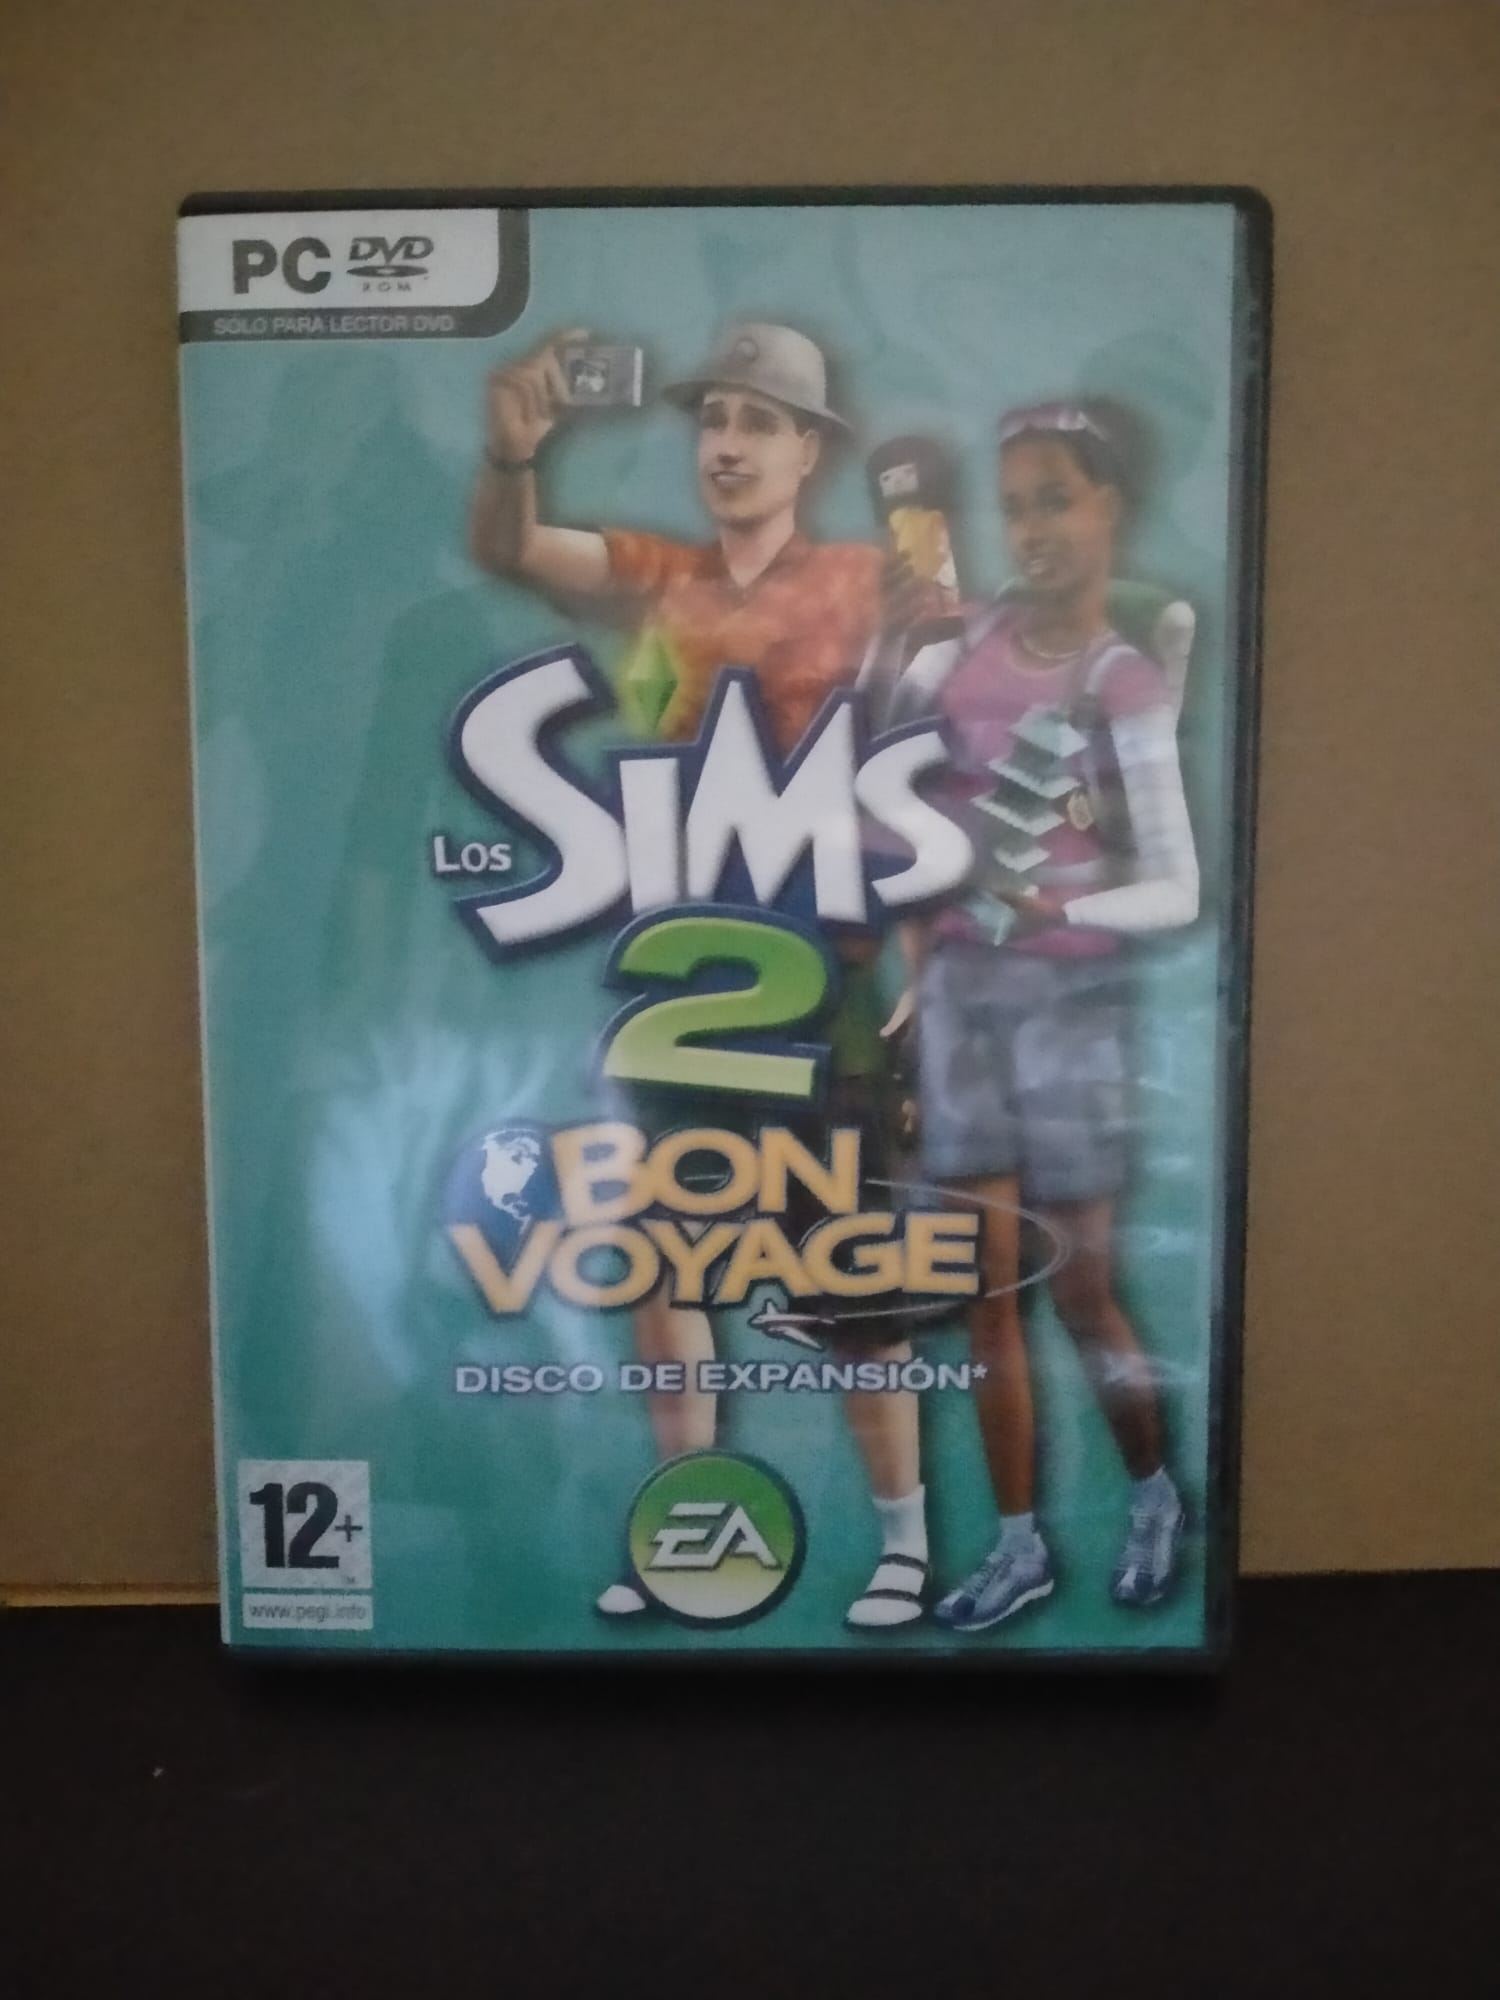 PC DVD
ROM
SÓLO PARA LECTOR DVD
LOS SIMS
2
BON
VOYAGE
DISCO DE EXPANSIÓN*
12+
www.pegi.info
EA